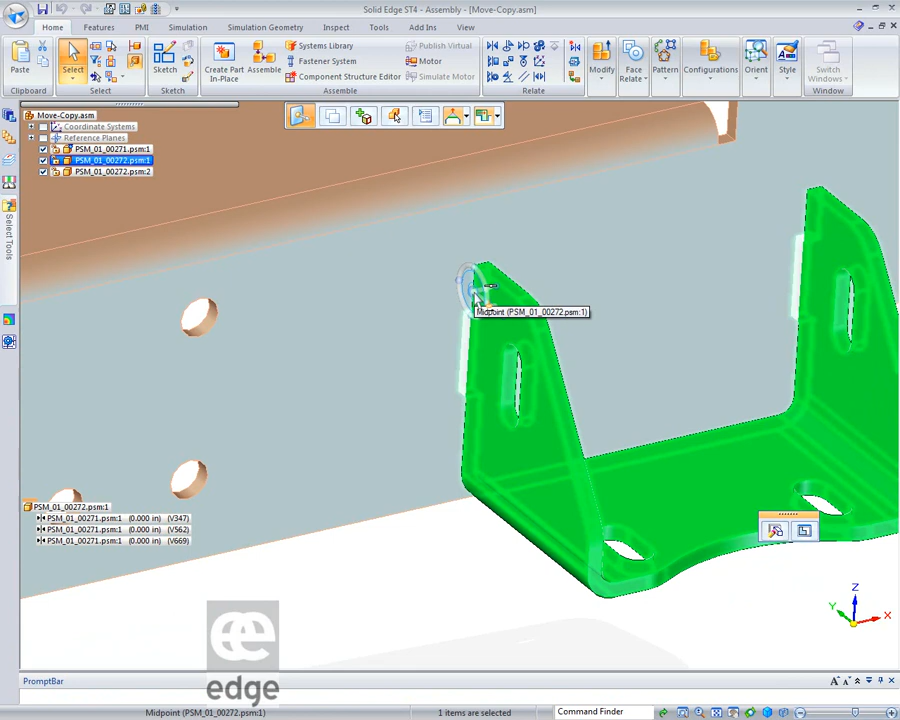 Solid Edge ST4 - Assembly - [Move-Copy.asm]
Home
Features
PMI
Simulation
Simulation Geometry
Inspect
Tools
Add Ins
View
Paste
Clipboard
Select
Select
Sketch
Sketch
Create Part In-Place
Assemble
Systems Library
Fastener System
Component Structure Editor
Publish Virtual
Motor
Simulate Motor
Assemble
Relate
Modify
Face Relate
Pattern
Configurations
Orient
Style
Switch Windows
Window
Move-Copy.asm
Coordinate Systems
Reference Planes
PSM_01_00271.psm:1
PSM_01_00272.psm:1
PSM_01_00272.psm:2
Select Tools
Midpoint (PSM_01_00272.psm:1)
PSM_01_00272.psm:1
PSM_01_00271.psm:1 (0.000 in) (V347)
PSM_01_00271.psm:1 (0.000 in) (V562)
PSM_01_00271.psm:1 (0.000 in) (V669)
Z
Y
X
edge
PromptBar
Midpoint (PSM_01_00272.psm:1)
1 items are selected
Command Finder